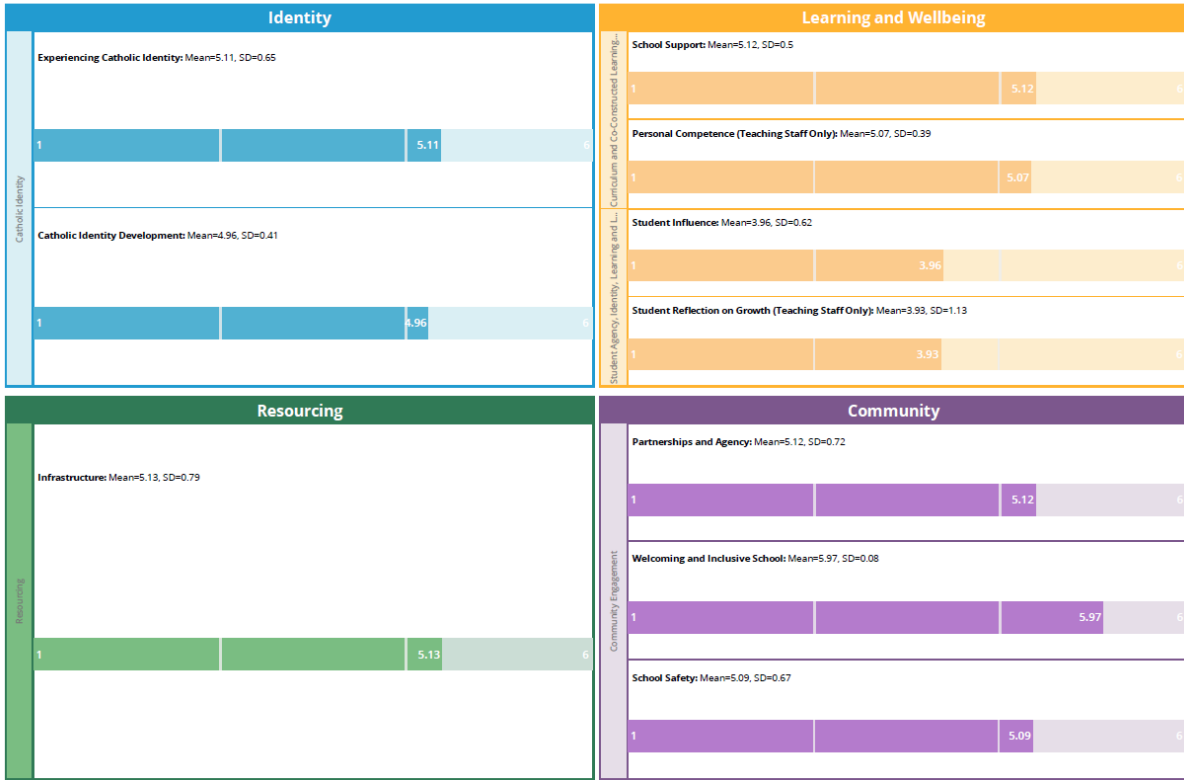 Identity
Catholic Identity
Experiencing Catholic Identity: Mean=5.11, SD=0.65
1 5.11 6
Catholic Identity Development: Mean=4.96, SD=0.41
1 4.96 6
Learning and Wellbeing
Curriculum and Co-Constructed Learning...
School Support: Mean=5.12, SD=0.5
1 5.12 6
Personal Competence (Teaching Staff Only): Mean=5.07, SD=0.39
1 5.07 6
Student Agency, Identity, Learning and L...
Student Influence: Mean=3.96, SD=0.62
1 3.96 6
Student Reflection on Growth (Teaching Staff Only): Mean=3.93, SD=1.13
1 3.93 6
Resourcing
Resourcing
Infrastructure: Mean=5.13, SD=0.79
1 5.13 6
Community
Community Engagement
Partnerships and Agency: Mean=5.12, SD=0.72
1 5.12 6
Welcoming and Inclusive School: Mean=5.97, SD=0.08
1 5.97 6
School Safety: Mean=5.09, SD=0.67
1 5.09 6